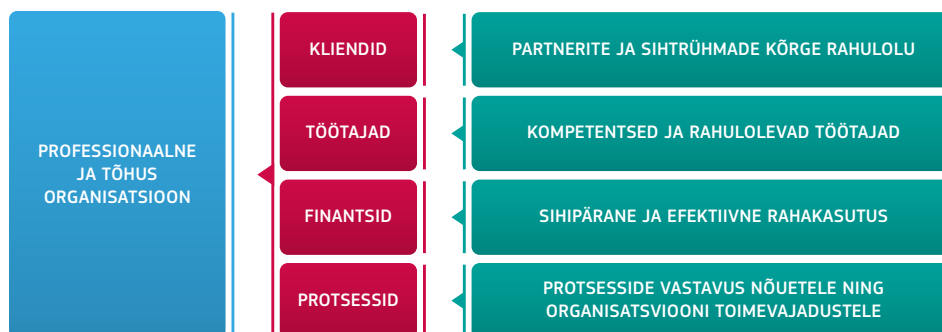 PROFESSIONAALNE
JA TÕHUS
ORGANISATSIOON
KLIENDID
PARTNERITE JA SIHTRÜHMADE KÕRGE RAHULOLU
TÖÖTAJAD
KOMPETENTSED JA RAHULOLEVAD TÖÖTAJAD
FINANTSID
SIHIPÄRANE JA EFEKTIIVNE RAHAKASUTUS
PROTSESSID
PROTSESSIDE VASTAVUS NÕUETELE NING
ORGANISATSVIOONI TOIMEVAJADUSTELE